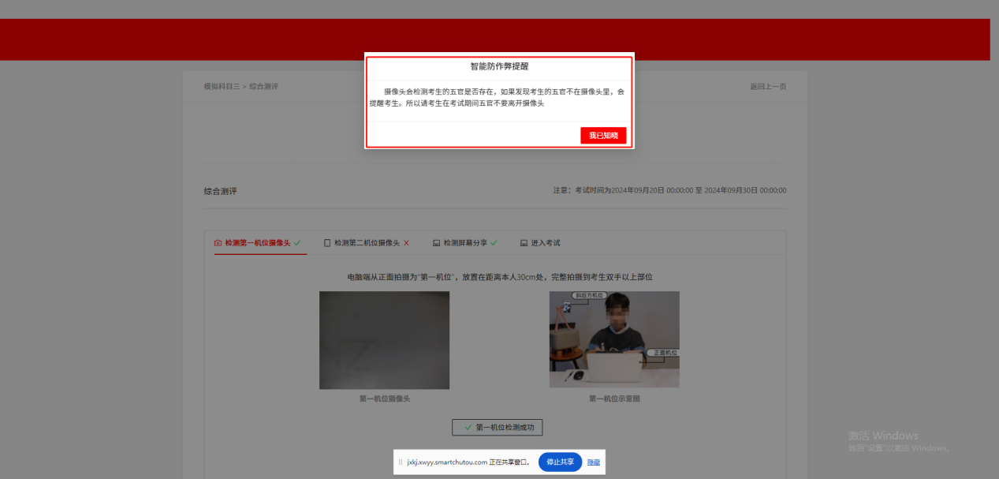 智能防作弊提醒
摄像头会检测考生的五官是否存在，如果发现考生的五官不在摄像头里，会
提醒考生。所以请考生在考试期间五官不要离开摄像头
我已知晓
模拟科目三 > 综合测评
返回上一页
综合测评
注意：考试时间为2024年09月20日 00:00:00 至 2024年09月30日 00:00:00
检测第一机位摄像头
检测第二机位摄像头
检测屏幕分享
进入考试
电脑端从正面拍摄为"第一机位"，放置在距离本人30cm处，完整拍摄到考生双手以上部位
斜后方机位
正面机位
第一机位摄像头
第一机位示意图
第一机位检测成功
激活 Windows
转到"设置"以激活 Windows。
jxkj.xwyy.smartchutou.com 正在共享窗口。
停止共享
隐藏